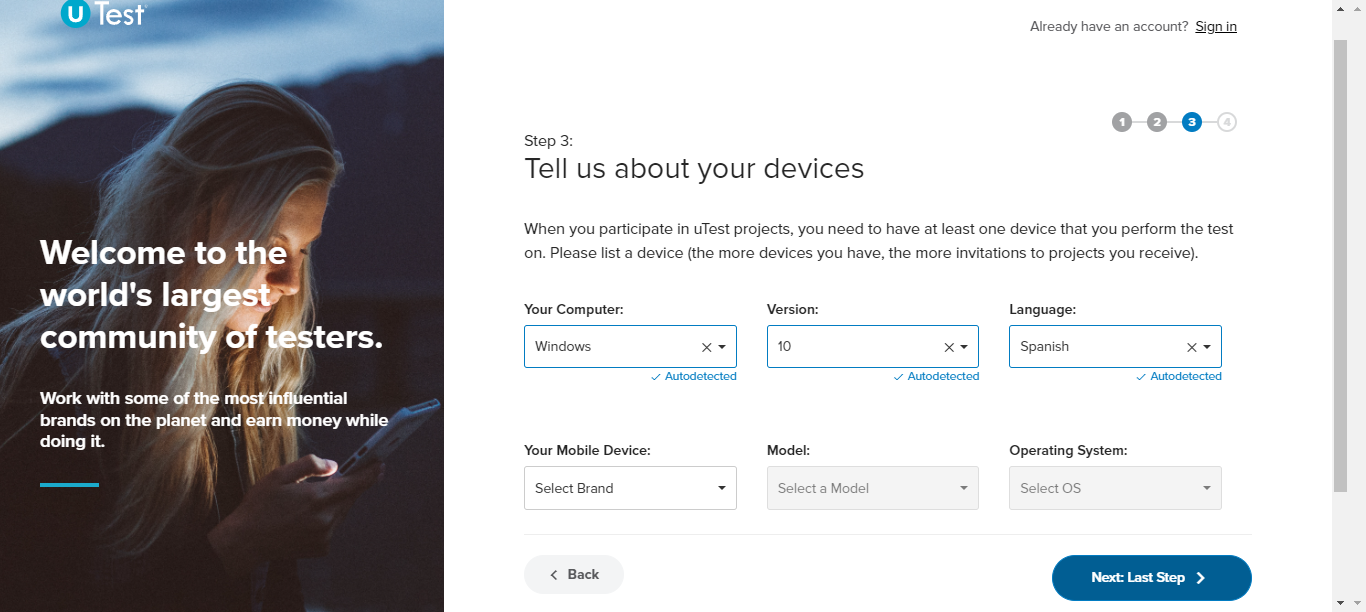 U Test
Already have an account? Sign in
1 2 3 4
Step 3:
Tell us about your devices
Welcome to the
world's largest
community of testers.
Work with some of the most influential
brands on the planet and earn money while
doing it.
When you participate in uTest projects, you need to have at least one device that you perform the test
on. Please list a device (the more devices you have, the more invitations to projects you receive).
Your Computer: Version: Language:
Windows 10 Spanish
Autodetected Autodetected Autodetected
Your Mobile Device: Model: Operating System:
Select Brand Select a Model Select OS
Back Next: Last Step